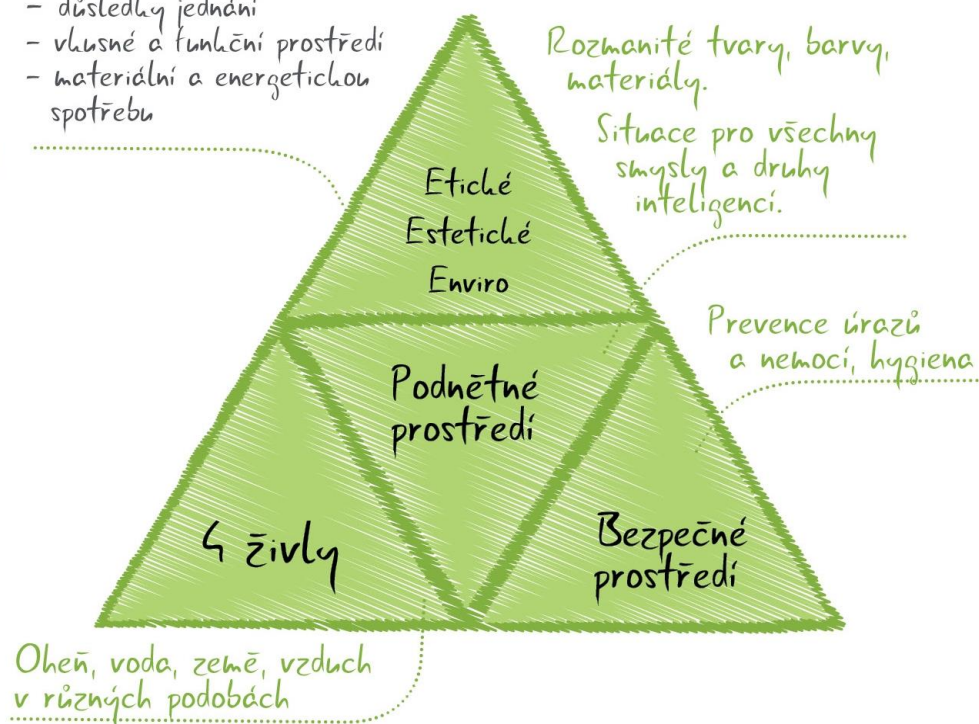 - důsledky jednání
- vkusné a funkční prostředí
- materiální a energetickou
spotřebu
Rozmanité tvary, barvy,
materiály.
Situace pro všechny
smysly a druhy
inteligencí.
Etické
Estetické
Enviro
Prevence úrazů
a nemocí, hygiena
Podnětné
prostředí
4 živly
Bezpečné
prostředí
Oheň, voda, země, vzduch
v různých podobách